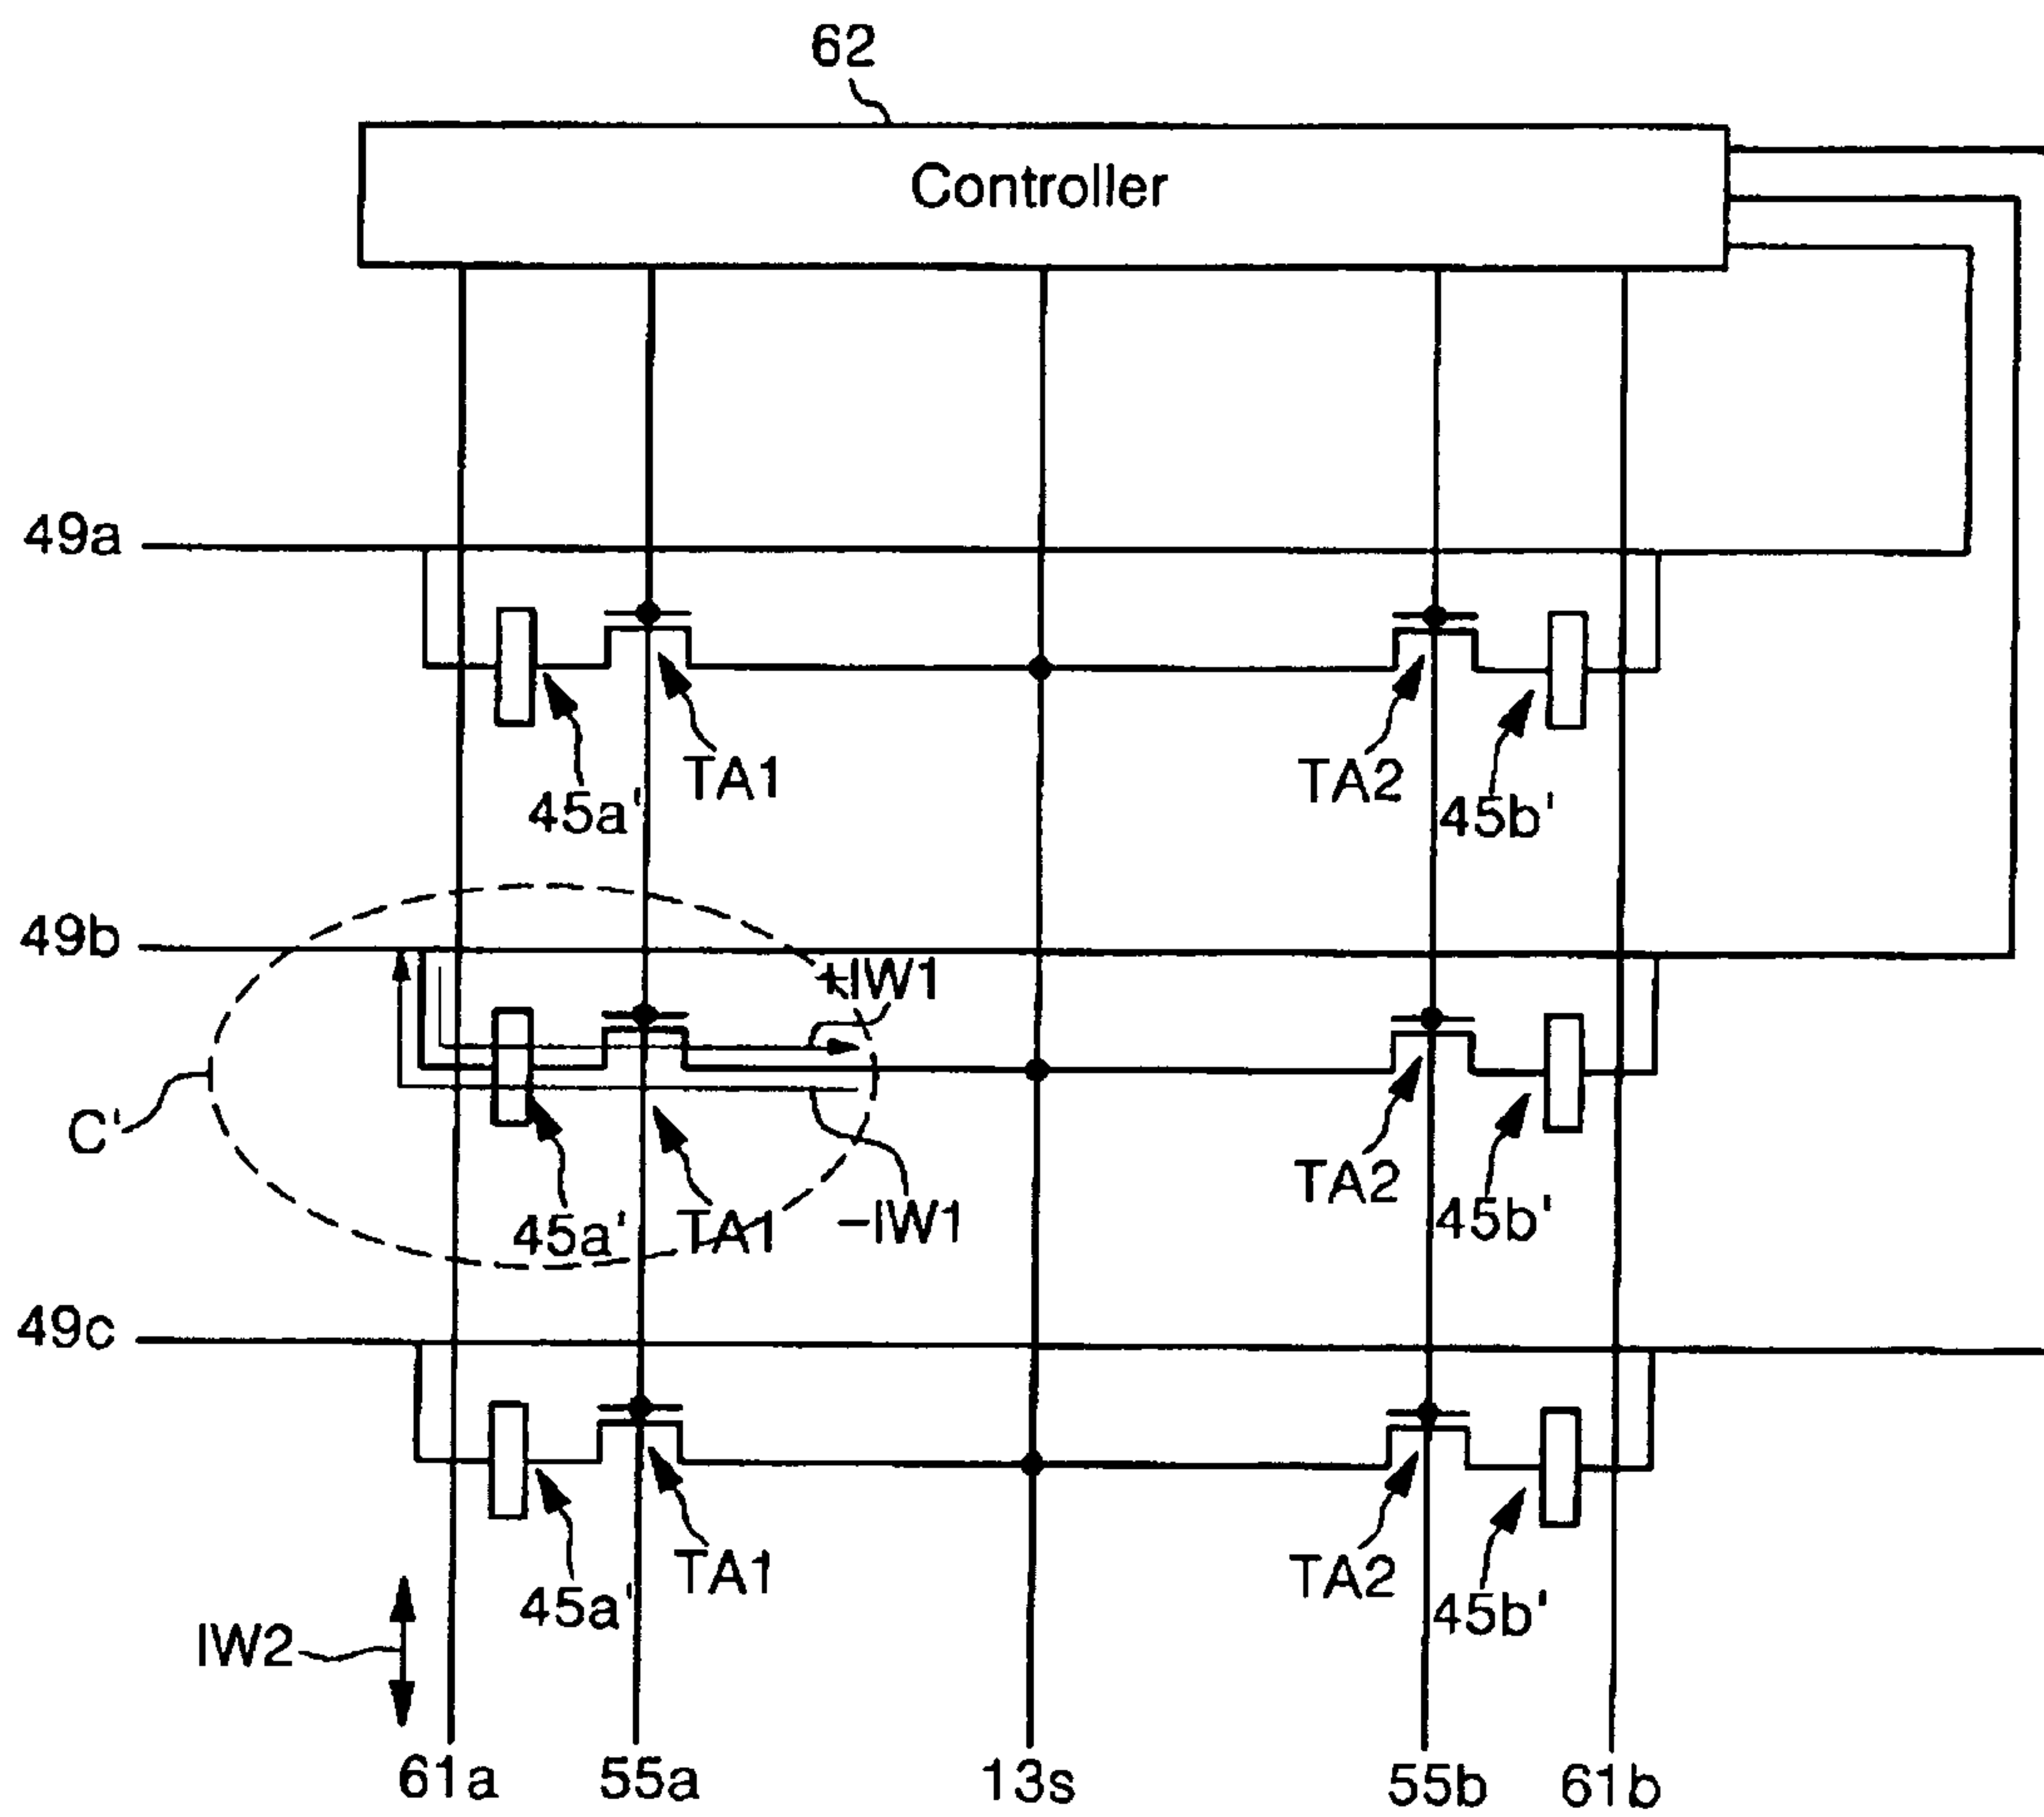 62
Controller
49a
TA1
TA2
45a'
45b'
49b
+IW1
C'
TA2
45a'
TA1
-IW1
45b'
49c
TA1
TA2
45a'
45b'
IW2
61a
55a
13s
55b
61b